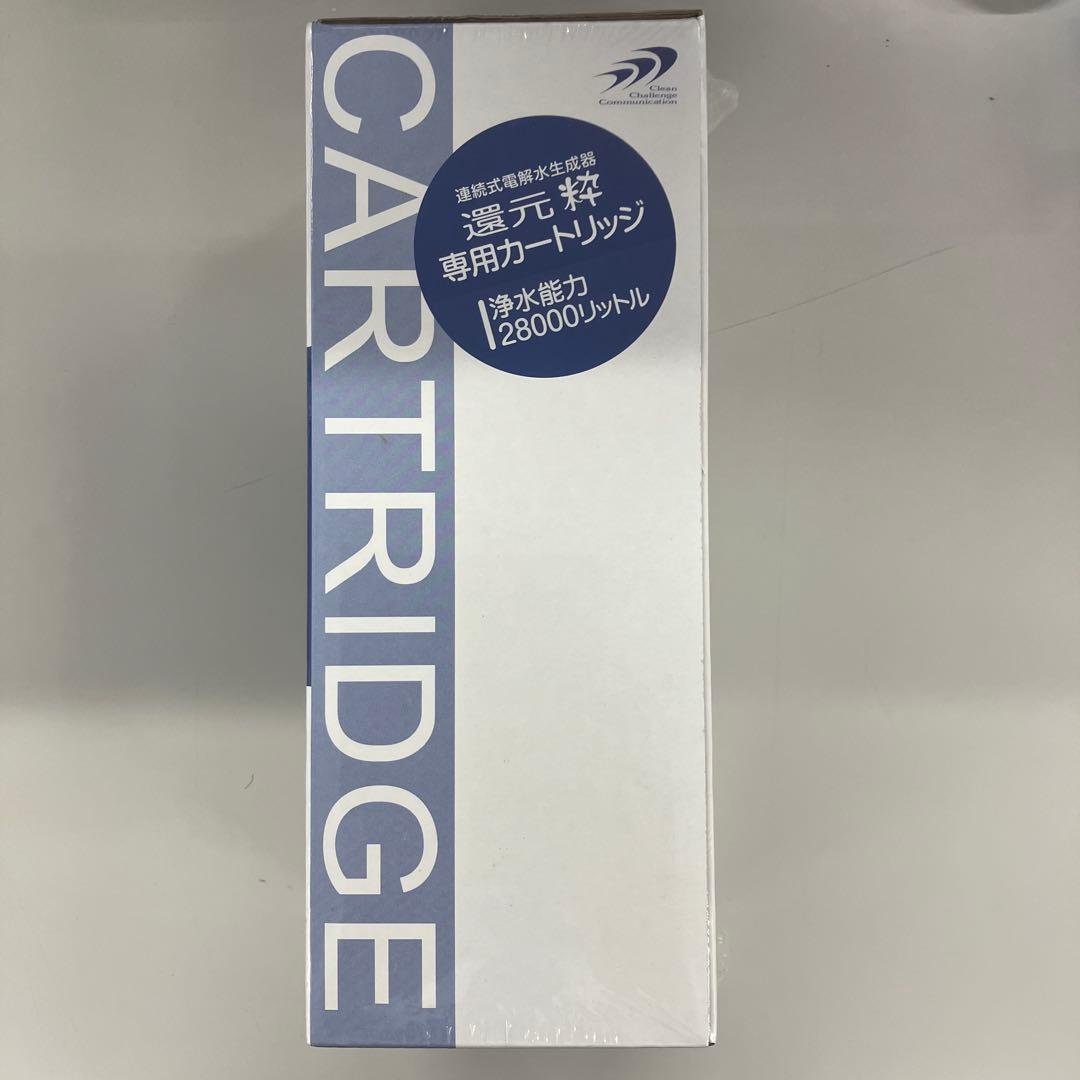 CARTRIDGE
Clean
Challenge
Communication
連続式電解水生成器
還元粋
専用カートリッジ
浄水能力
28000リットル